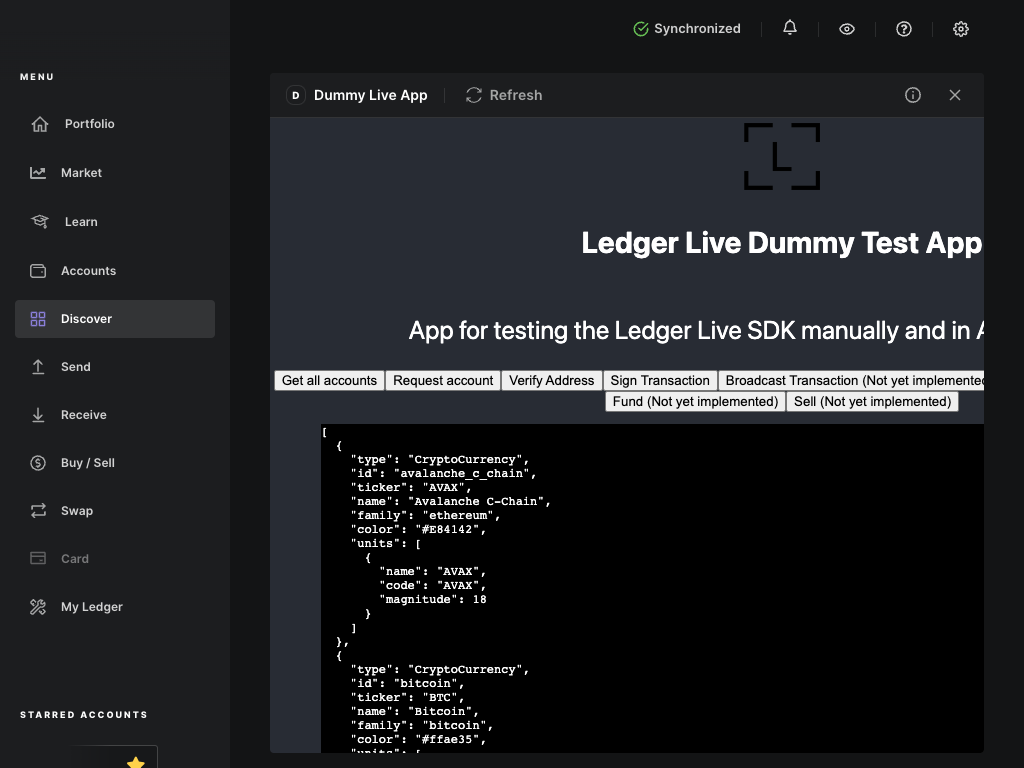 Synchronized
MENU
Portfolio
Market
Learn
Accounts
Discover
Send
Receive
Buy / Sell
Swap
Card
My Ledger
STARRED ACCOUNTS
D Dummy Live App
Refresh
L
Ledger Live Dummy Test App
App for testing the Ledger Live SDK manually and in
Get all accounts Request account Verify Address Sign Transaction Broadcast Transaction (Not yet implemented
Fund (Not yet implemented) Sell (Not yet implemented)
[
{
"type": "CryptoCurrency",
"id": "avalanche_c_chain",
"ticker": "AVAX",
"name": "Avalanche C-Chain",
"family": "ethereum",
"color": "#E84142",
"units": [
{
"name": "AVAX",
"code": "AVAX",
"magnitude": 18
}
]
},
{
"type": "CryptoCurrency",
"id": "bitcoin",
"ticker": "BTC",
"name": "Bitcoin",
"family": "bitcoin",
"color": "#ffae35",
"units": [